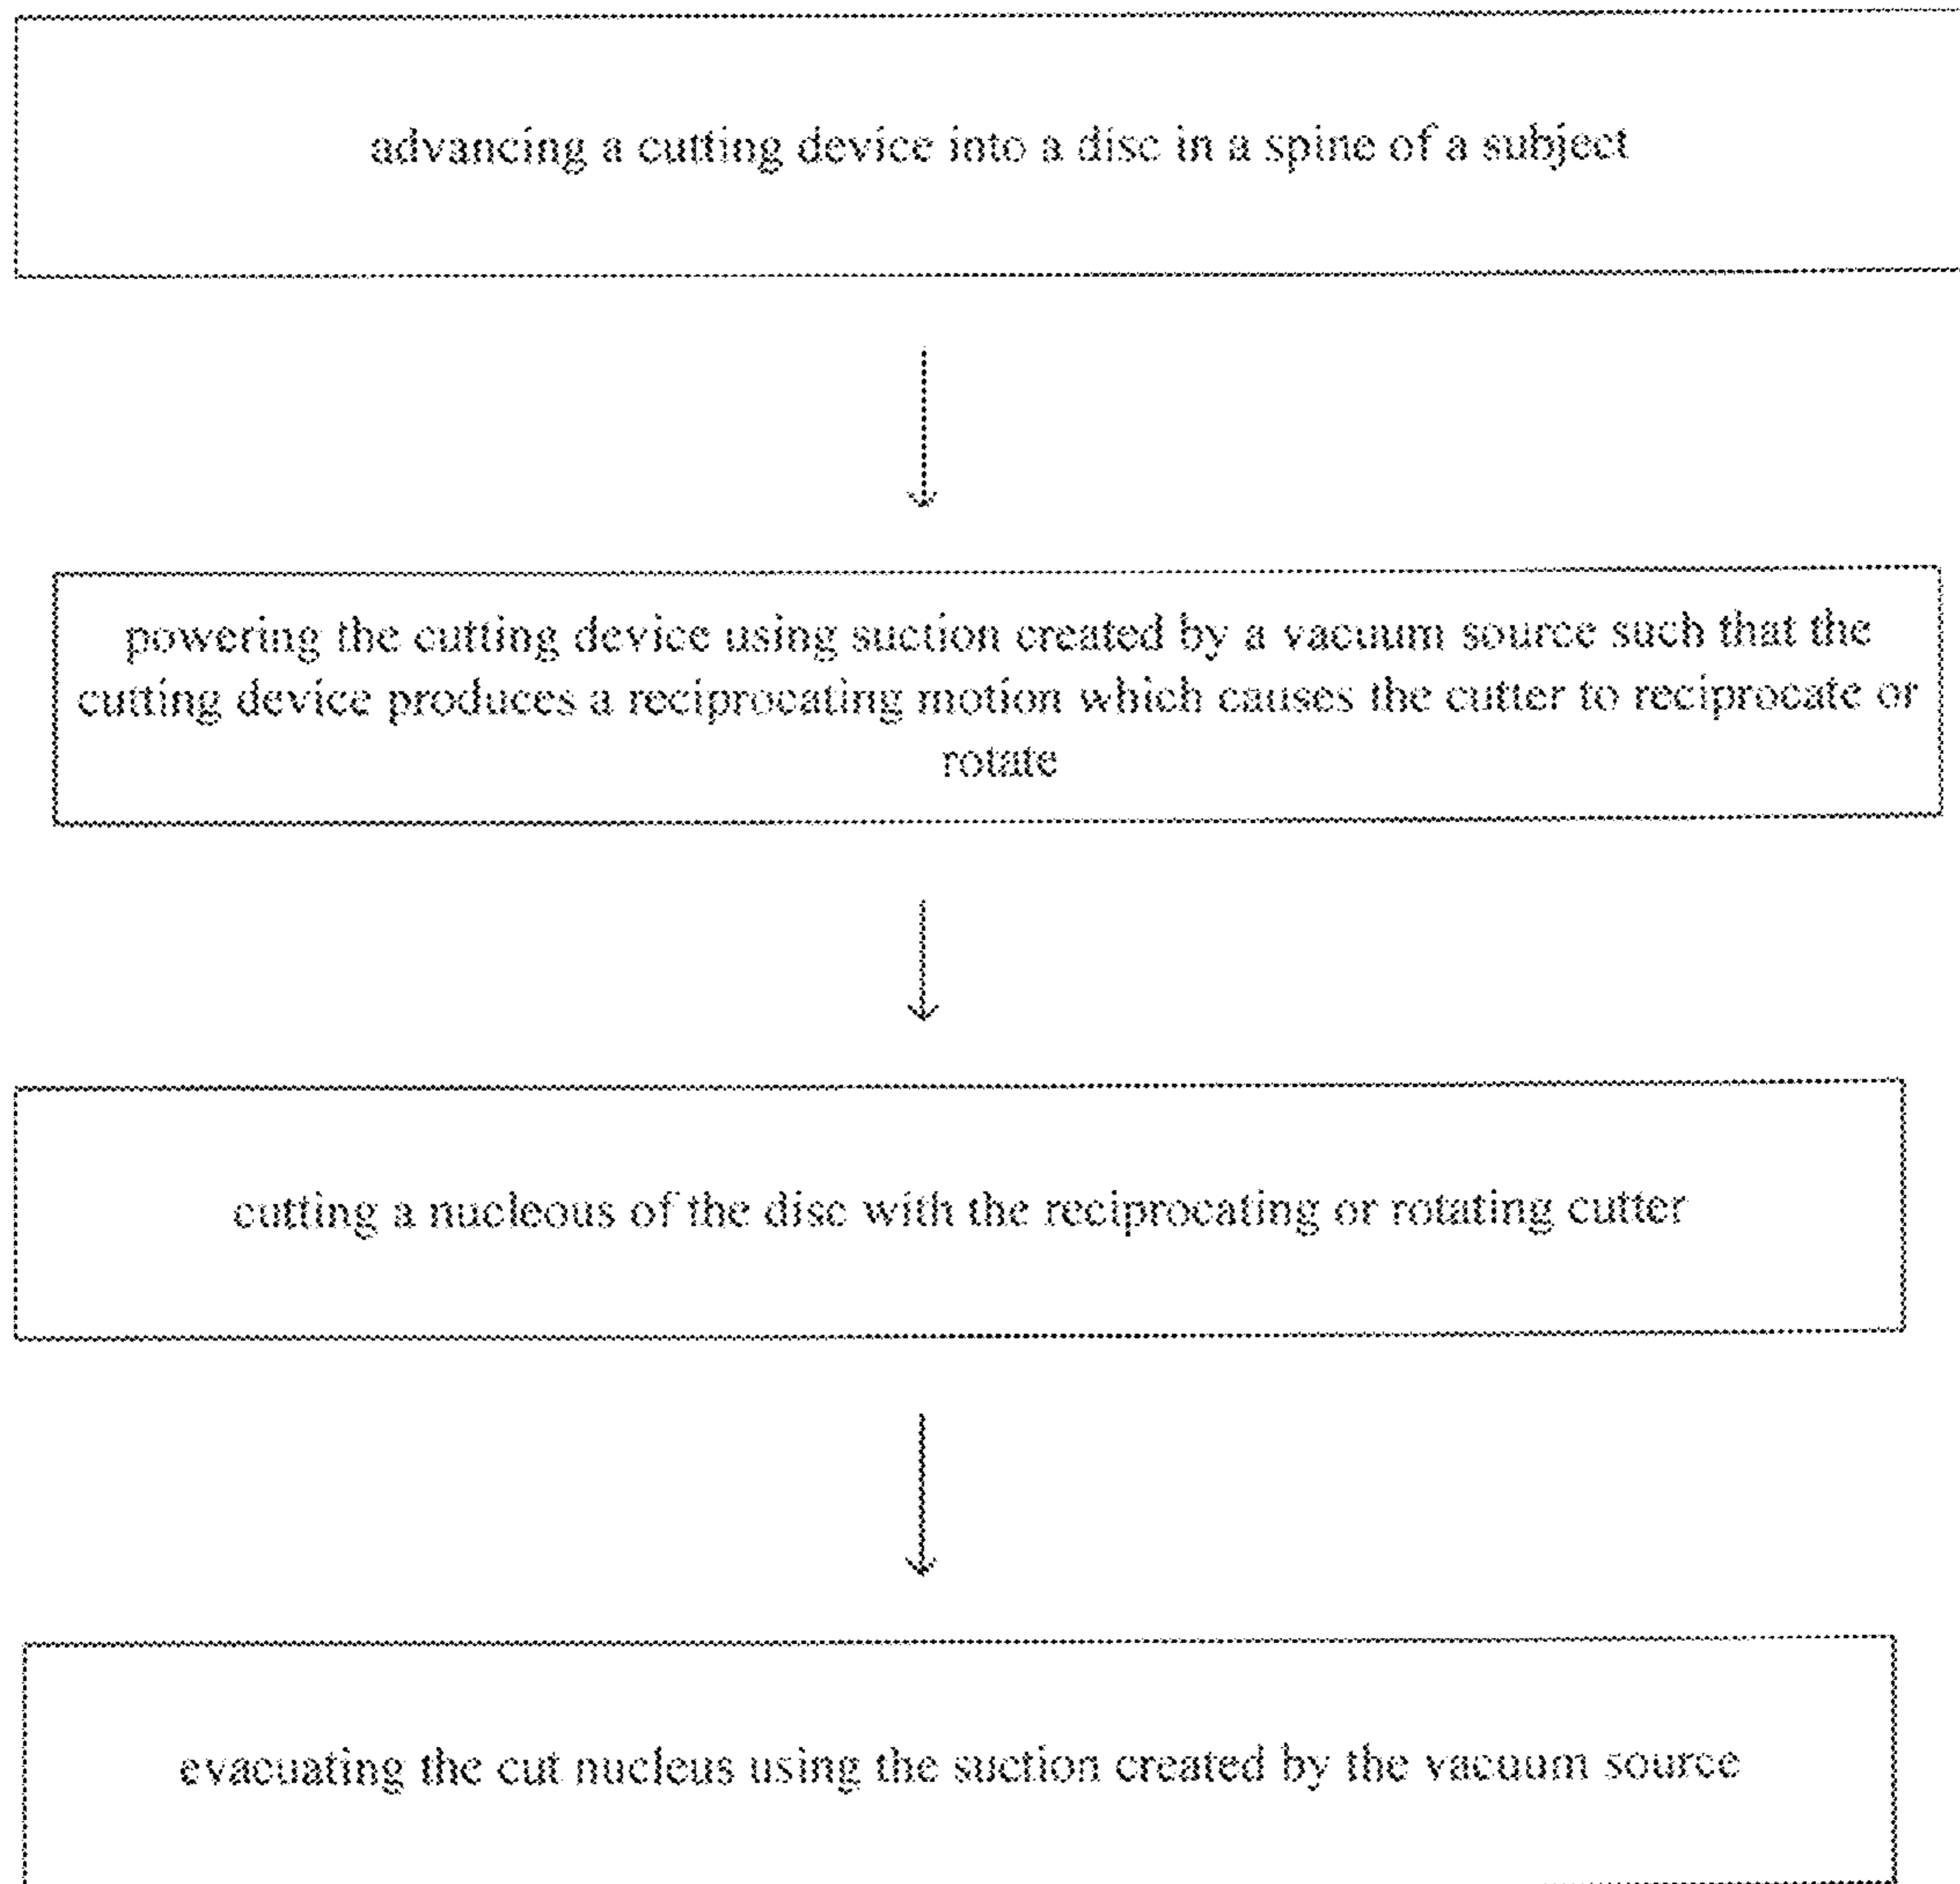 advancing a cutting device into a disc in a spine of a subject
powering the cutting device using suction created by a vacuum source such that the
cutting device produces a reciprocating motion which causes the cutter to reciprocate or
rotate
cutting a nucleous of the disc with the reciprocating or rotating cutter
evacuating the cut nucleus using the suction created by the vacuum source